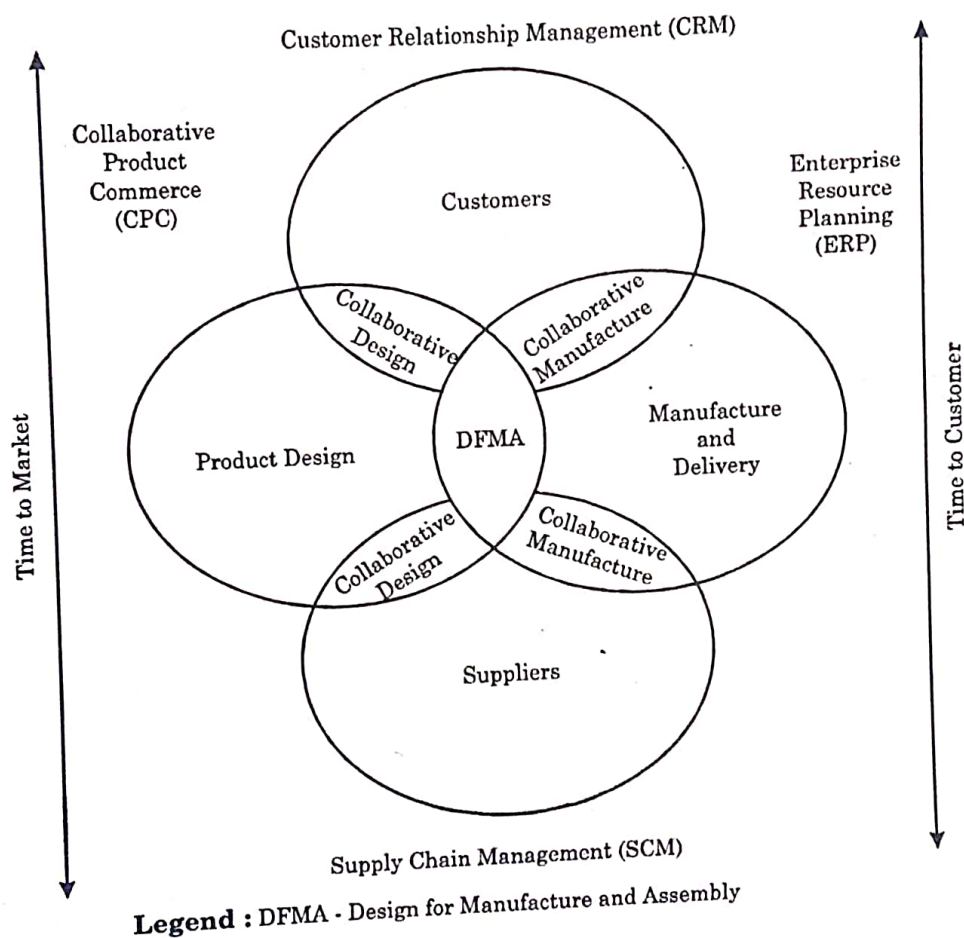 Customer Relationship Management (CRM)
Collaborative
Product
Commerce
(CPC)
Enterprise
Resource
Planning
(ERP)
Customers
Collaborative
Design
Collaborative
Manufacture
Time to Market
Product Design
DFMA
Manufacture
and
Delivery
Time to Customer
Collaborative
Design
Collaborative
Manufacture
Suppliers
Supply Chain Management (SCM)
Legend : DFMA - Design for Manufacture and Assembly